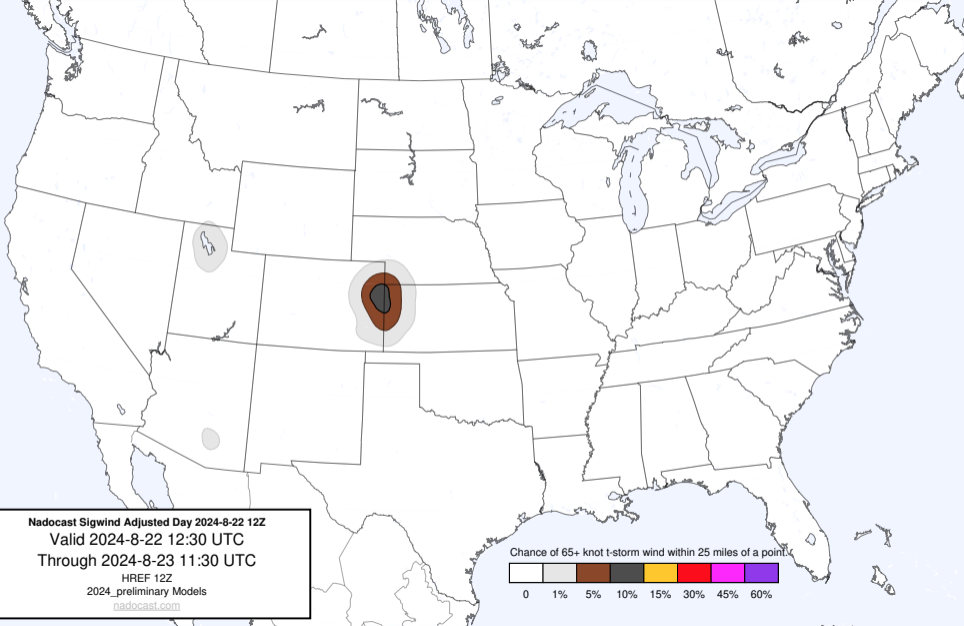 Nadocast Sigwind Adjusted Day 2024-8-22 12Z
Valid 2024-8-22 12:30 UTC
Through 2024-8-23 11:30 UTC
HREF 12Z
2024_preliminary Models
nadocast.com
Chance of 65+ knot t-storm wind within 25 miles of a point.
0 1% 5% 10% 15% 30% 45% 60%